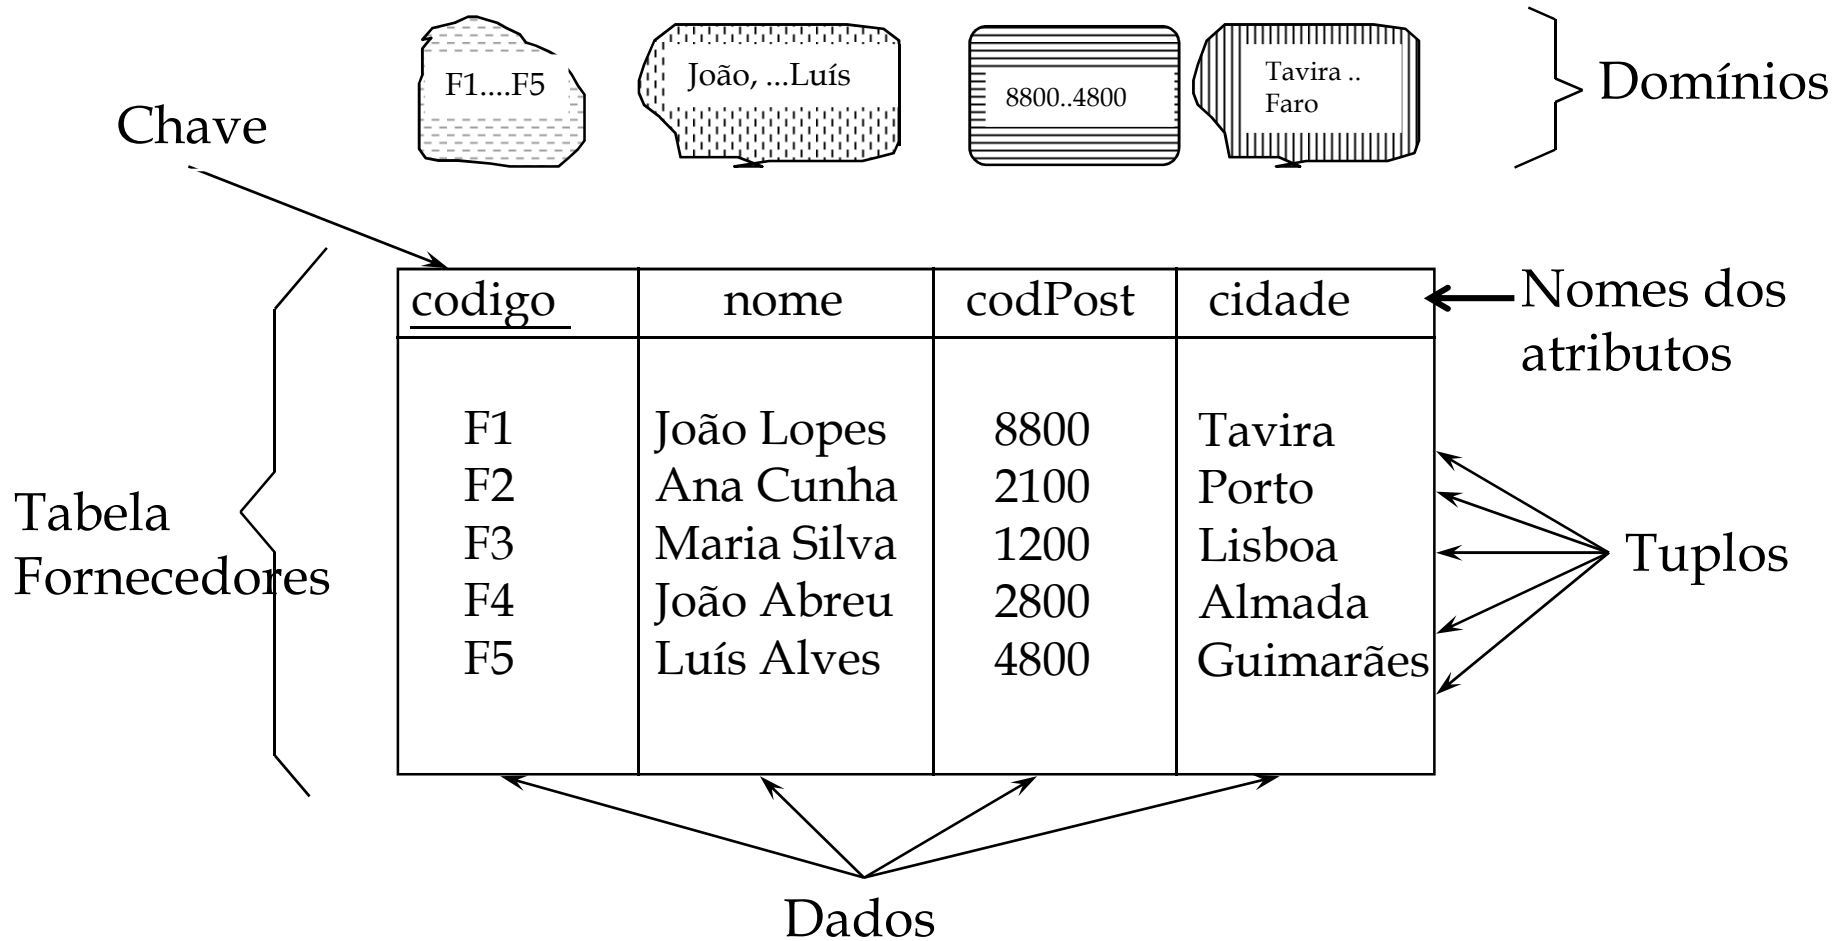 F1....F5
João, ...Luís
8800..4800
Tavira ..
Faro
Domínios
Chave
codigo nome codPost cidade
Nomes dos
atributos
F1 João Lopes 8800 Tavira
F2 Ana Cunha 2100 Porto
F3 Maria Silva 1200 Lisboa
F4 João Abreu 2800 Almada
F5 Luís Alves 4800 Guimarães
Tabela
Fornecedores
Tuplos
Dados